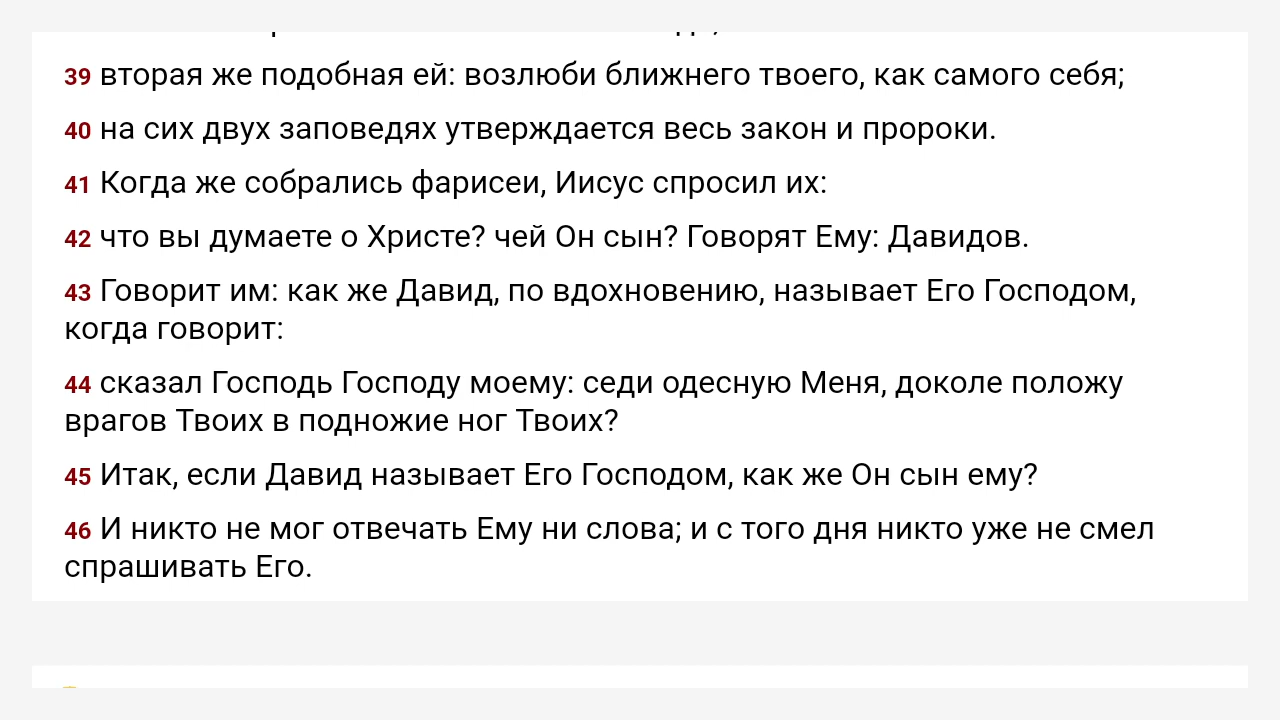 39 вторая же подобная ей: возлюби ближнего твоего, как самого себя;
40 на сих двух заповедях утверждается весь закон и пророки.
41 Когда же собрались фарисеи, Иисус спросил их:
42 что вы думаете о Христе? чей Он сын? Говорят Ему: Давидов.
43 Говорит им: как же Давид, по вдохновению, называет Его Господом,
когда говорит:
44 сказал Господь Господу моему: седи одесную Меня, доколе положу
врагов Твоих в подножие ног Твоих?
45 Итак, если Давид называет Его Господом, как же Он сын ему?
46 И никто не мог отвечать Ему ни слова; и с того дня никто уже не смел
спрашивать Его.